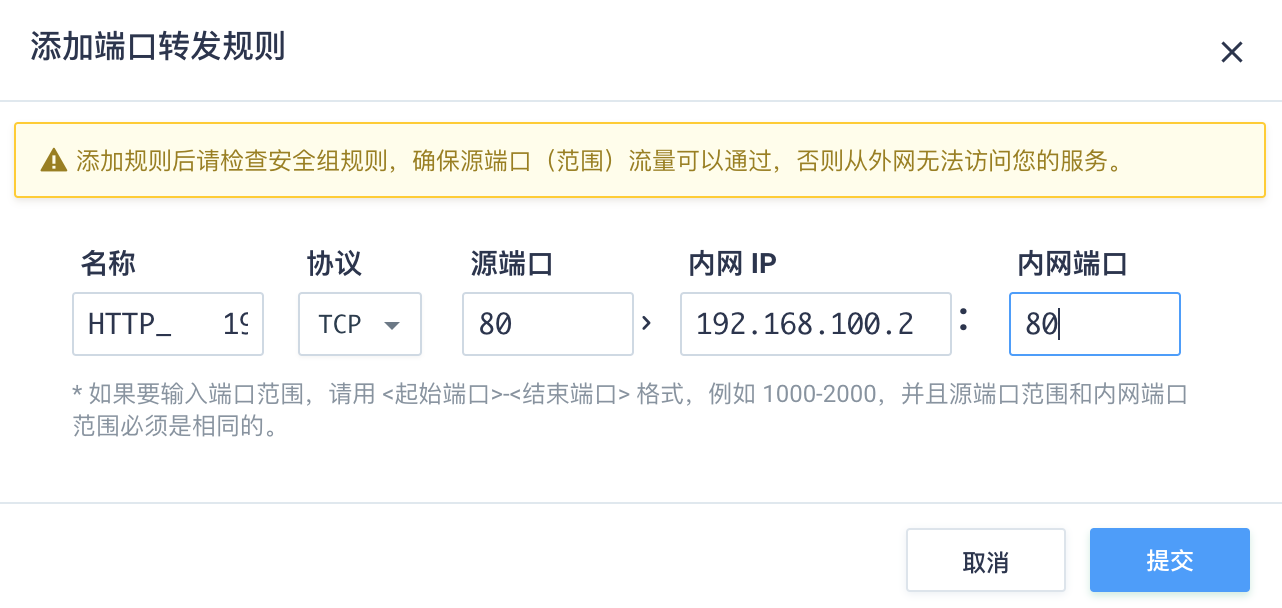 添加端口转发规则
添加规则后请检查安全组规则，确保源端口（范围）流量可以通过，否则从外网无法访问您的服务。
名称 协议 源端口 内网 IP 内网端口
HTTP_ 19 TCP 80 › 192.168.100.2 : 80
* 如果要输入端口范围，请用 <起始端口>-<结束端口> 格式，例如 1000-2000，并且源端口范围和内网端口
范围必须是相同的。
取消 提交